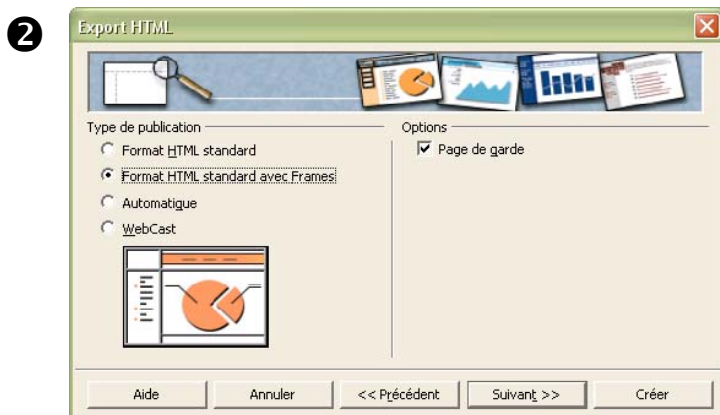 ❷
Export HTML
Type de publication
Format HTML standard
Format HTML standard avec Frames
Automatique
WebCast
Options
Page de garde
Aide
Annuler
<< Précédent
Suivant >>
Créer